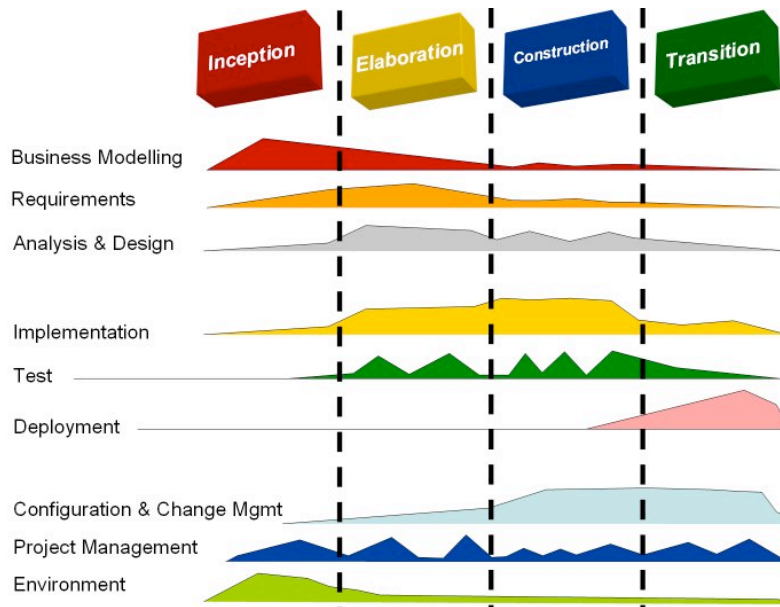 Inception
Elaboration
Construction
Transition
Business Modelling
Requirements
Analysis & Design
Implementation
Test
Deployment
Configuration & Change Mgmt
Project Management
Environment